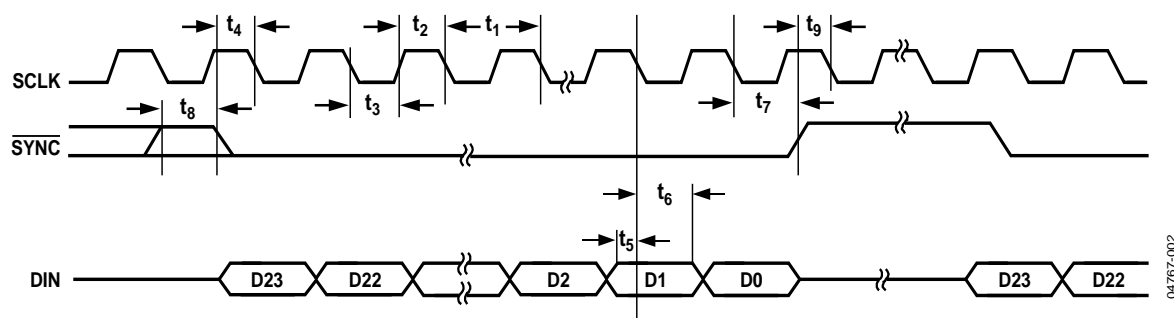 t4
t2
t1
t9
SCLK
t8
t3
t7
SYNC
t6
t5
DIN
D23
D22
D2
D1
D0
D23
D22
04767-002